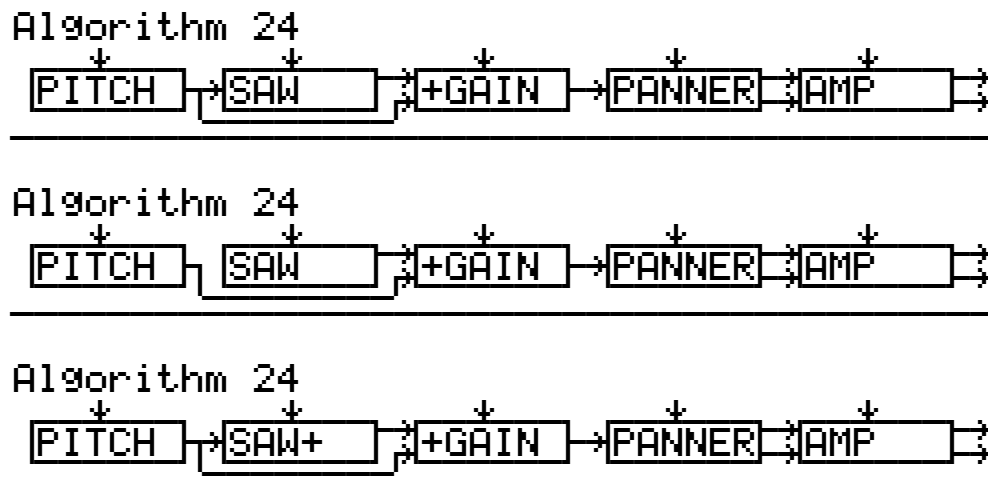 Algorithm 24
PITCH SAW +GAIN PANNER AMP
Algorithm 24
PITCH SAW +GAIN PANNER AMP
Algorithm 24
PITCH SAW+ +GAIN PANNER AMP